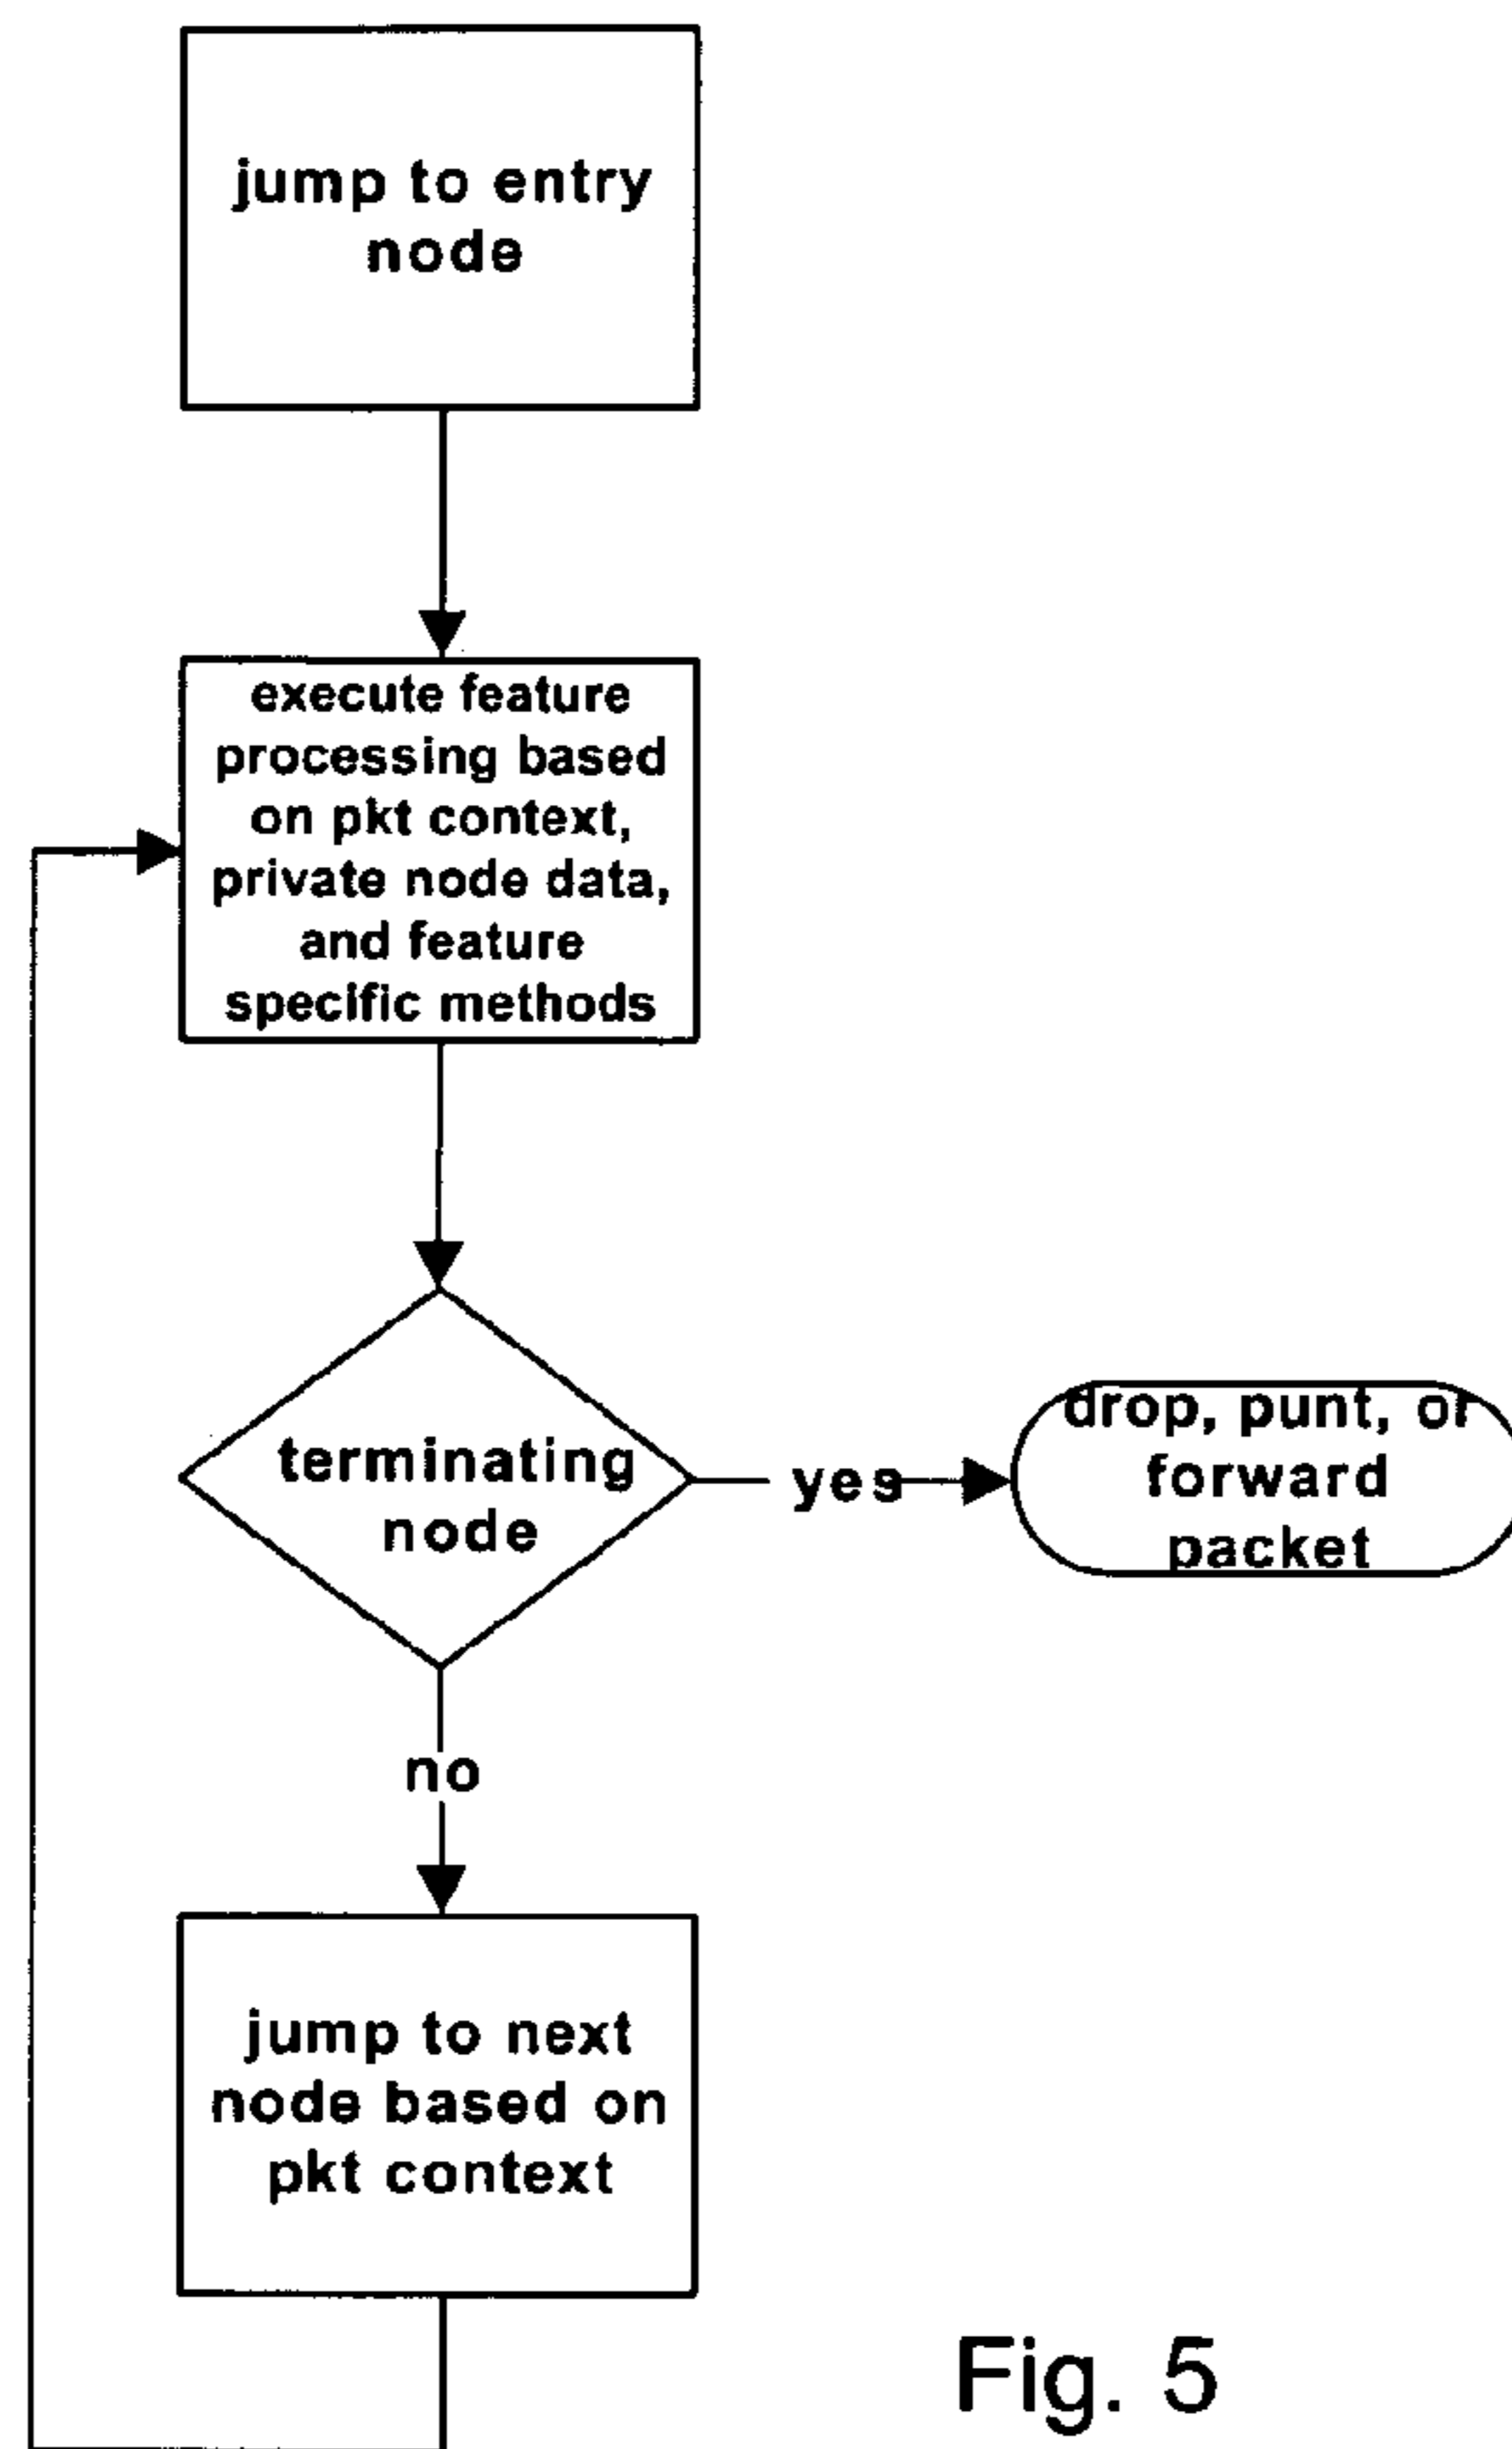 jump to entry
node
execute feature
processing based
on pkt context,
private node data,
and feature
specific methods
terminating
node
yes
drop, punt, or
forward
packet
no
jump to next
node based on
pkt context
Fig. 5